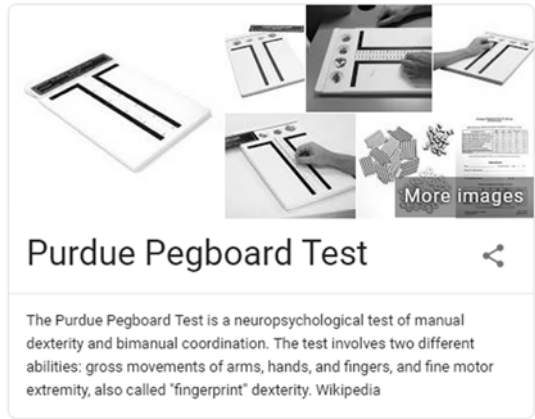 More images
Purdue Pegboard Test
The Purdue Pegboard Test is a neuropsychological test of manual
dexterity and bimanual coordination. The test involves two different
abilities: gross movements of arms, hands, and fingers, and fine motor
extremity, also called "fingerprint" dexterity. Wikipedia